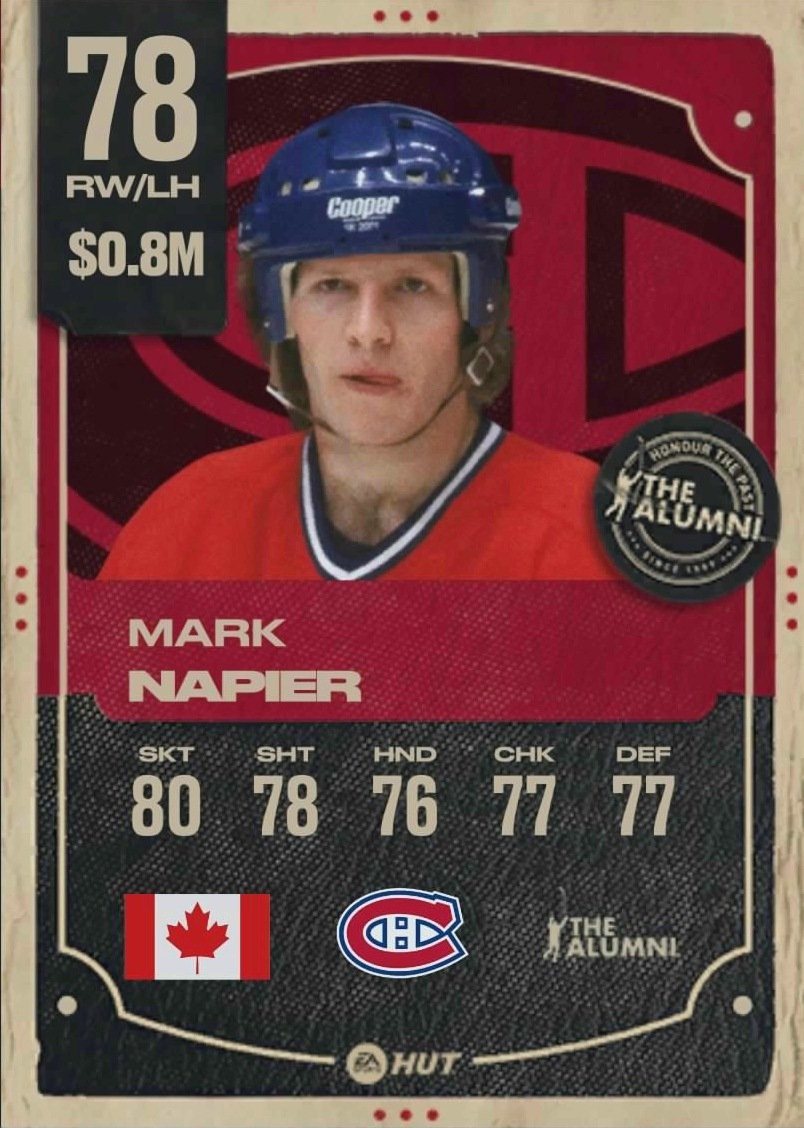 78
RW/LH
$0.8M
Cooper
HONOUR THE PAST
THE
ALUMNI
MARK
NAPIER
SKT SHT HND CHK DEF
80 78 76 77 77
THE
ALUMNI
EA HUT